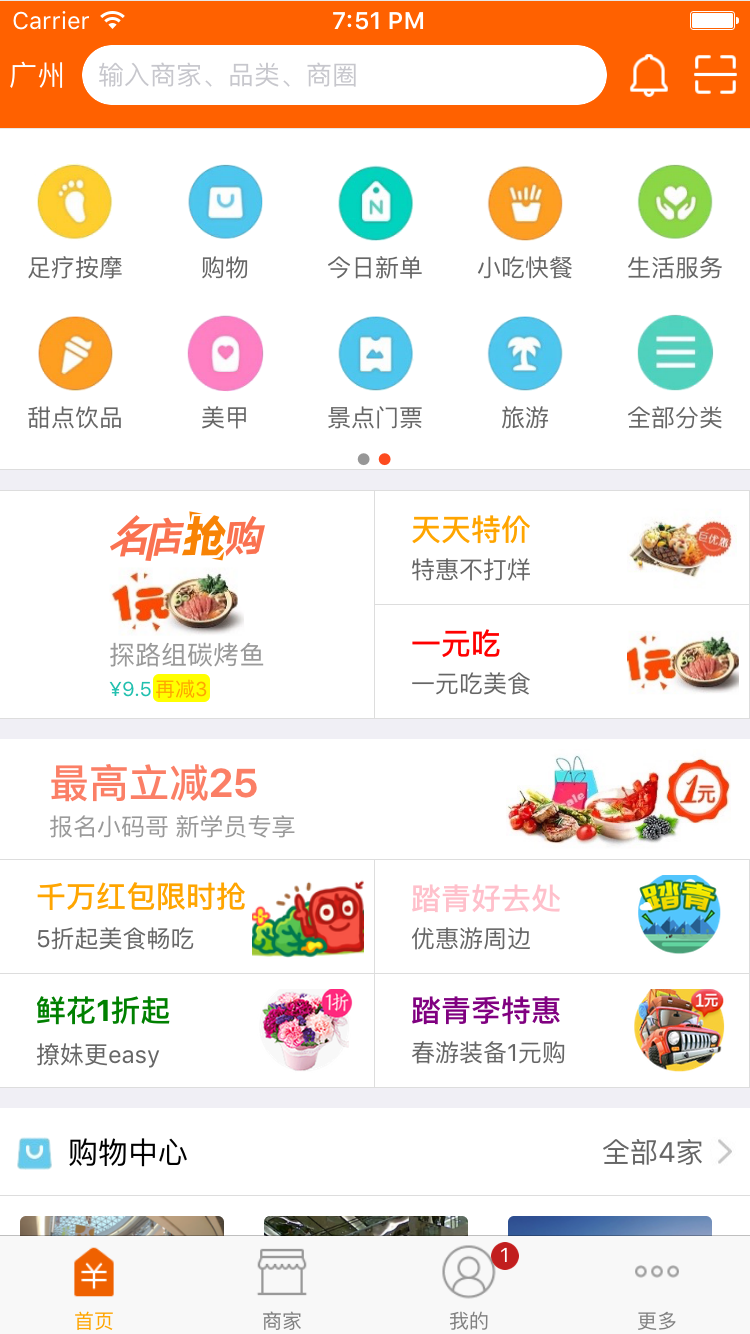 Carrier 7:51 PM
广州 输入商家、品类、商圈
足疗按摩 购物 今日新单 小吃快餐 生活服务
甜点饮品 美甲 景点门票 旅游 全部分类
名店抢购
1元
探路组碳烤鱼
¥9.5 再减3
天天特价
特惠不打烊
巨优惠
一元吃
一元吃美食
1元
最高立减25
报名小码哥 新学员专享
1元
千万红包限时抢
5折起美食畅吃
踏青好去处
优惠游周边
踏青
鲜花1折起
撩妹更easy
1折
踏青季特惠
春游装备1元购
1元
购物中心 全部4家
1
首页 商家 我的 更多